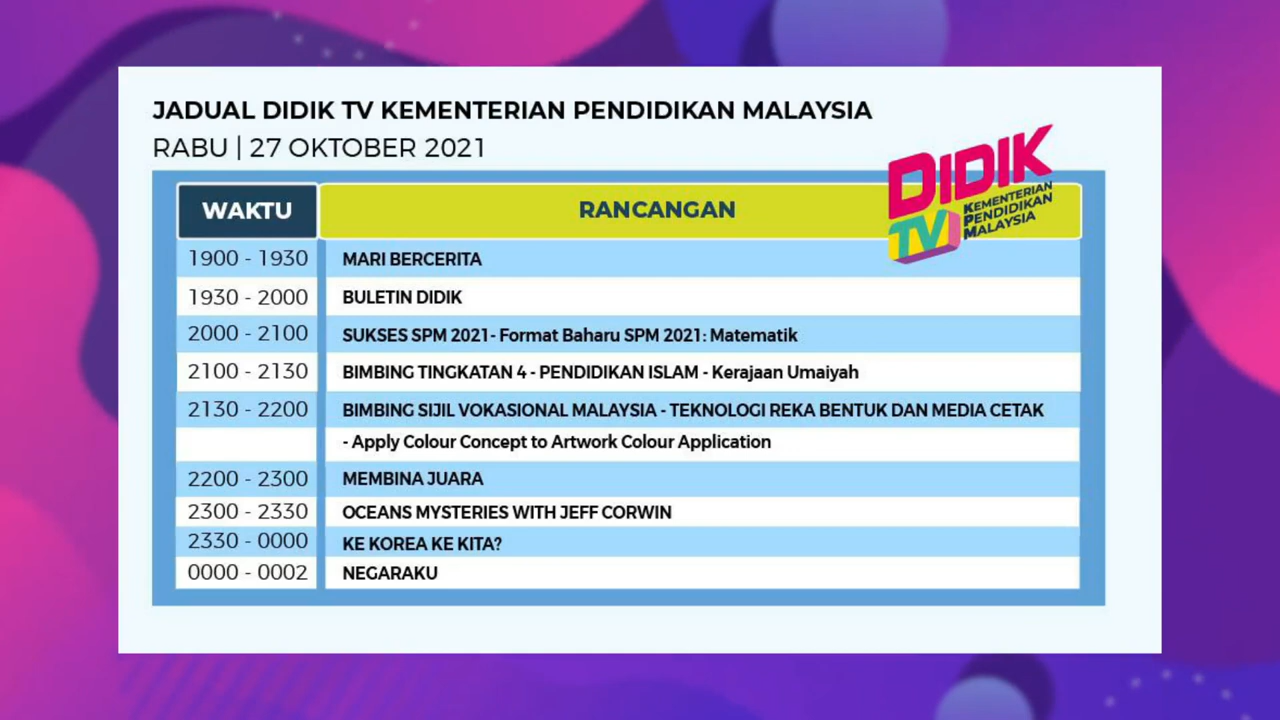 JADUAL DIDIK TV KEMENTERIAN PENDIDIKAN MALAYSIA
RABU | 27 OKTOBER 2021
DIDIK
TV
KEMENTERIAN
PENDIDIKAN
MALAYSIA
WAKTU RANCANGAN
1900 - 1930 MARI BERCERITA
1930 - 2000 BULETIN DIDIK
2000 - 2100 SUKSES SPM 2021- Format Baharu SPM 2021: Matematik
2100 - 2130 BIMBING TINGKATAN 4 - PENDIDIKAN ISLAM - Kerajaan Umaiyah
2130 - 2200 BIMBING SIJIL VOKASIONAL MALAYSIA - TEKNOLOGI REKA BENTUK DAN MEDIA CETAK
- Apply Colour Concept to Artwork Colour Application
2200 - 2300 MEMBINA JUARA
2300 - 2330 OCEANS MYSTERIES WITH JEFF CORWIN
2330 - 0000 KE KOREA KE KITA?
0000 - 0002 NEGARAKU